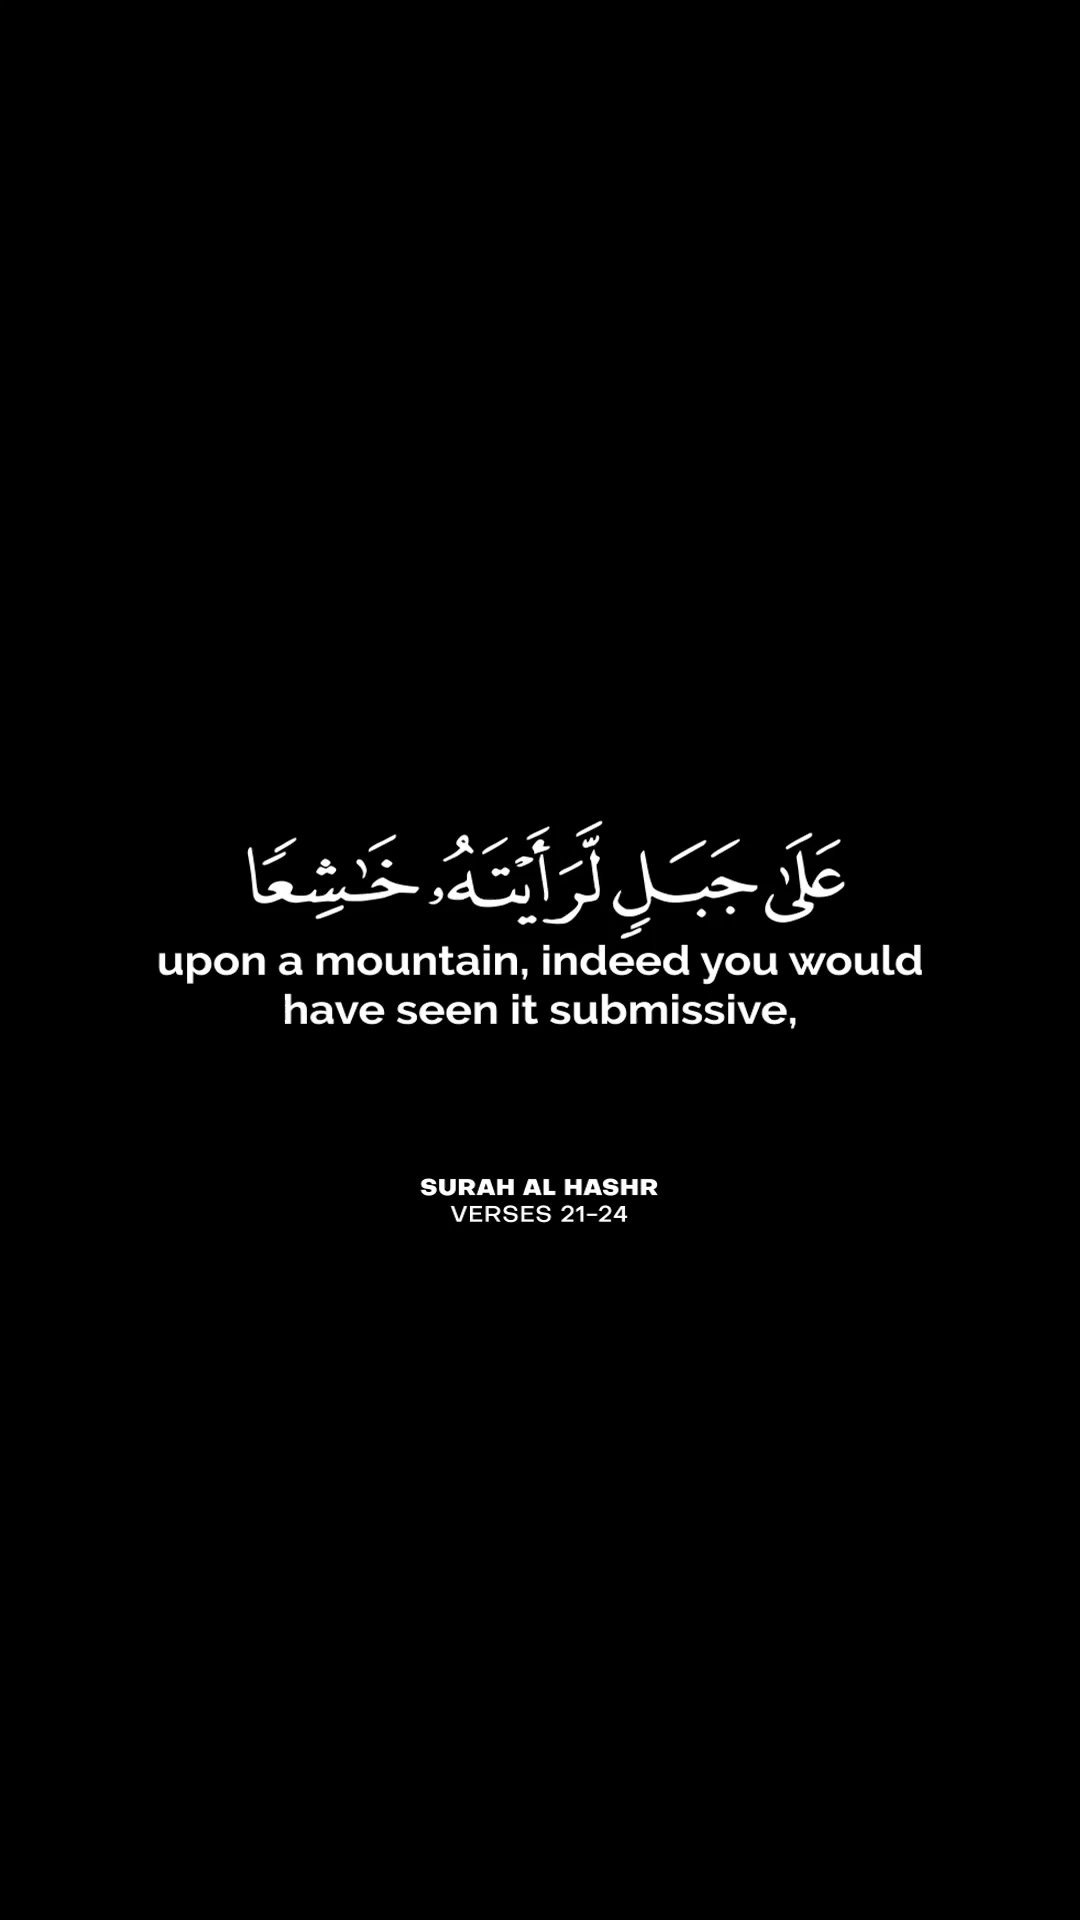 عَلَىٰ جَبَلٍ لَّرَأَيْتَهُۥ خَٰشِعًا
upon a mountain, indeed you would
have seen it submissive,
SURAH AL HASHR
VERSES 21-24